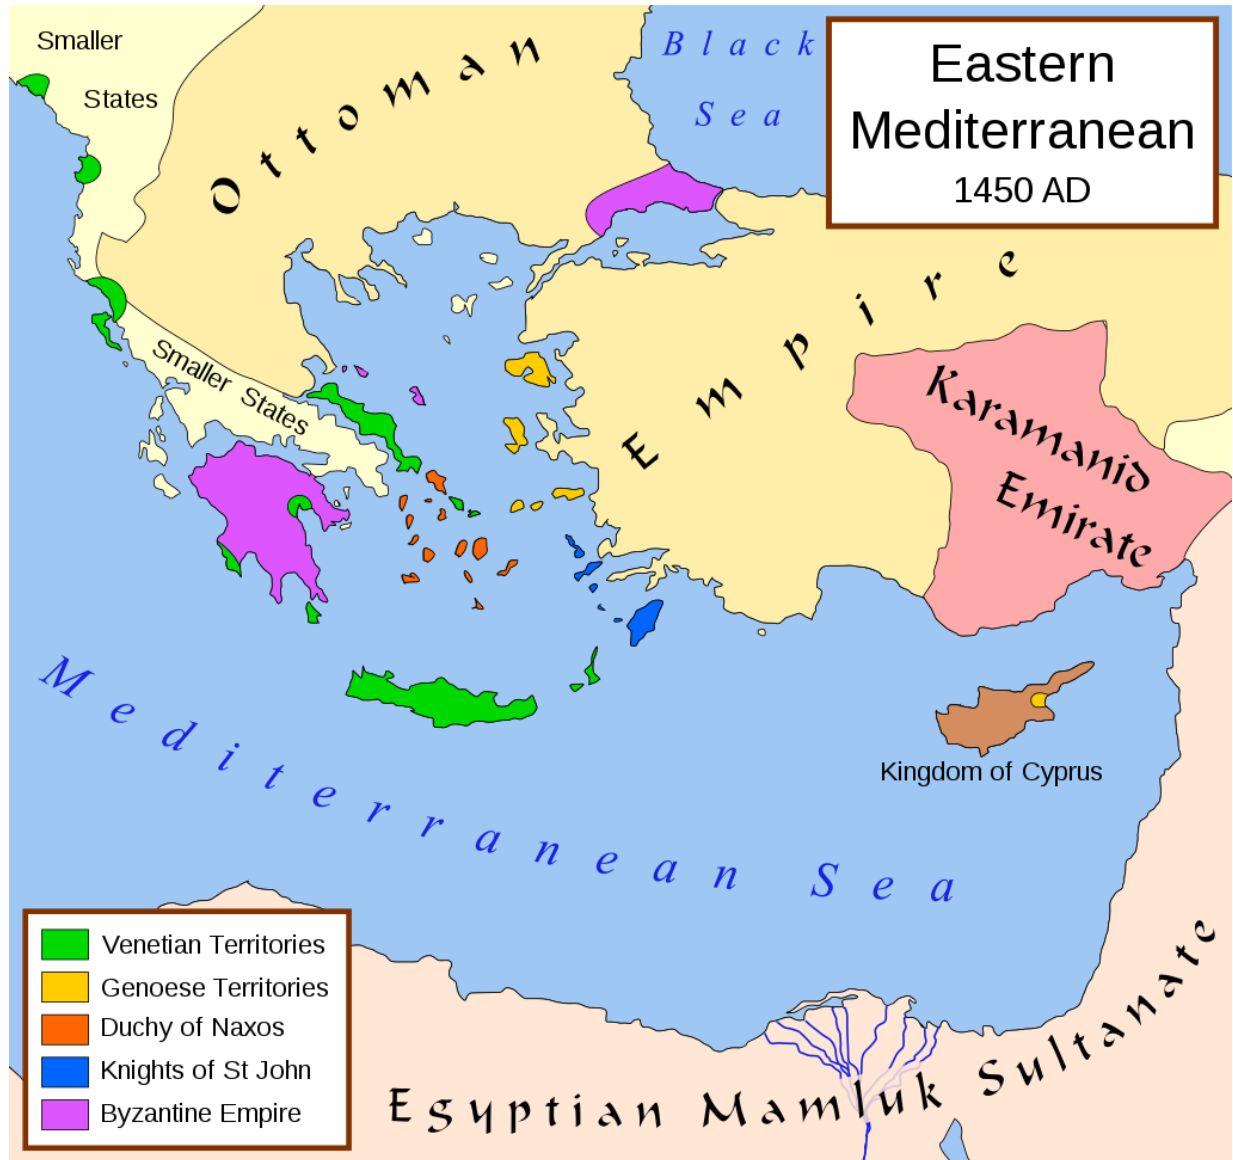 Smaller
States
Ottoman
Empire
Black
Sea
Eastern
Mediterranean
1450 AD
Smaller States
Karamanid
Emirate
Mediterranean Sea
Kingdom of Cyprus
Egyptian Mamluk Sultanate
Venetian Territories
Genoese Territories
Duchy of Naxos
Knights of St John
Byzantine Empire